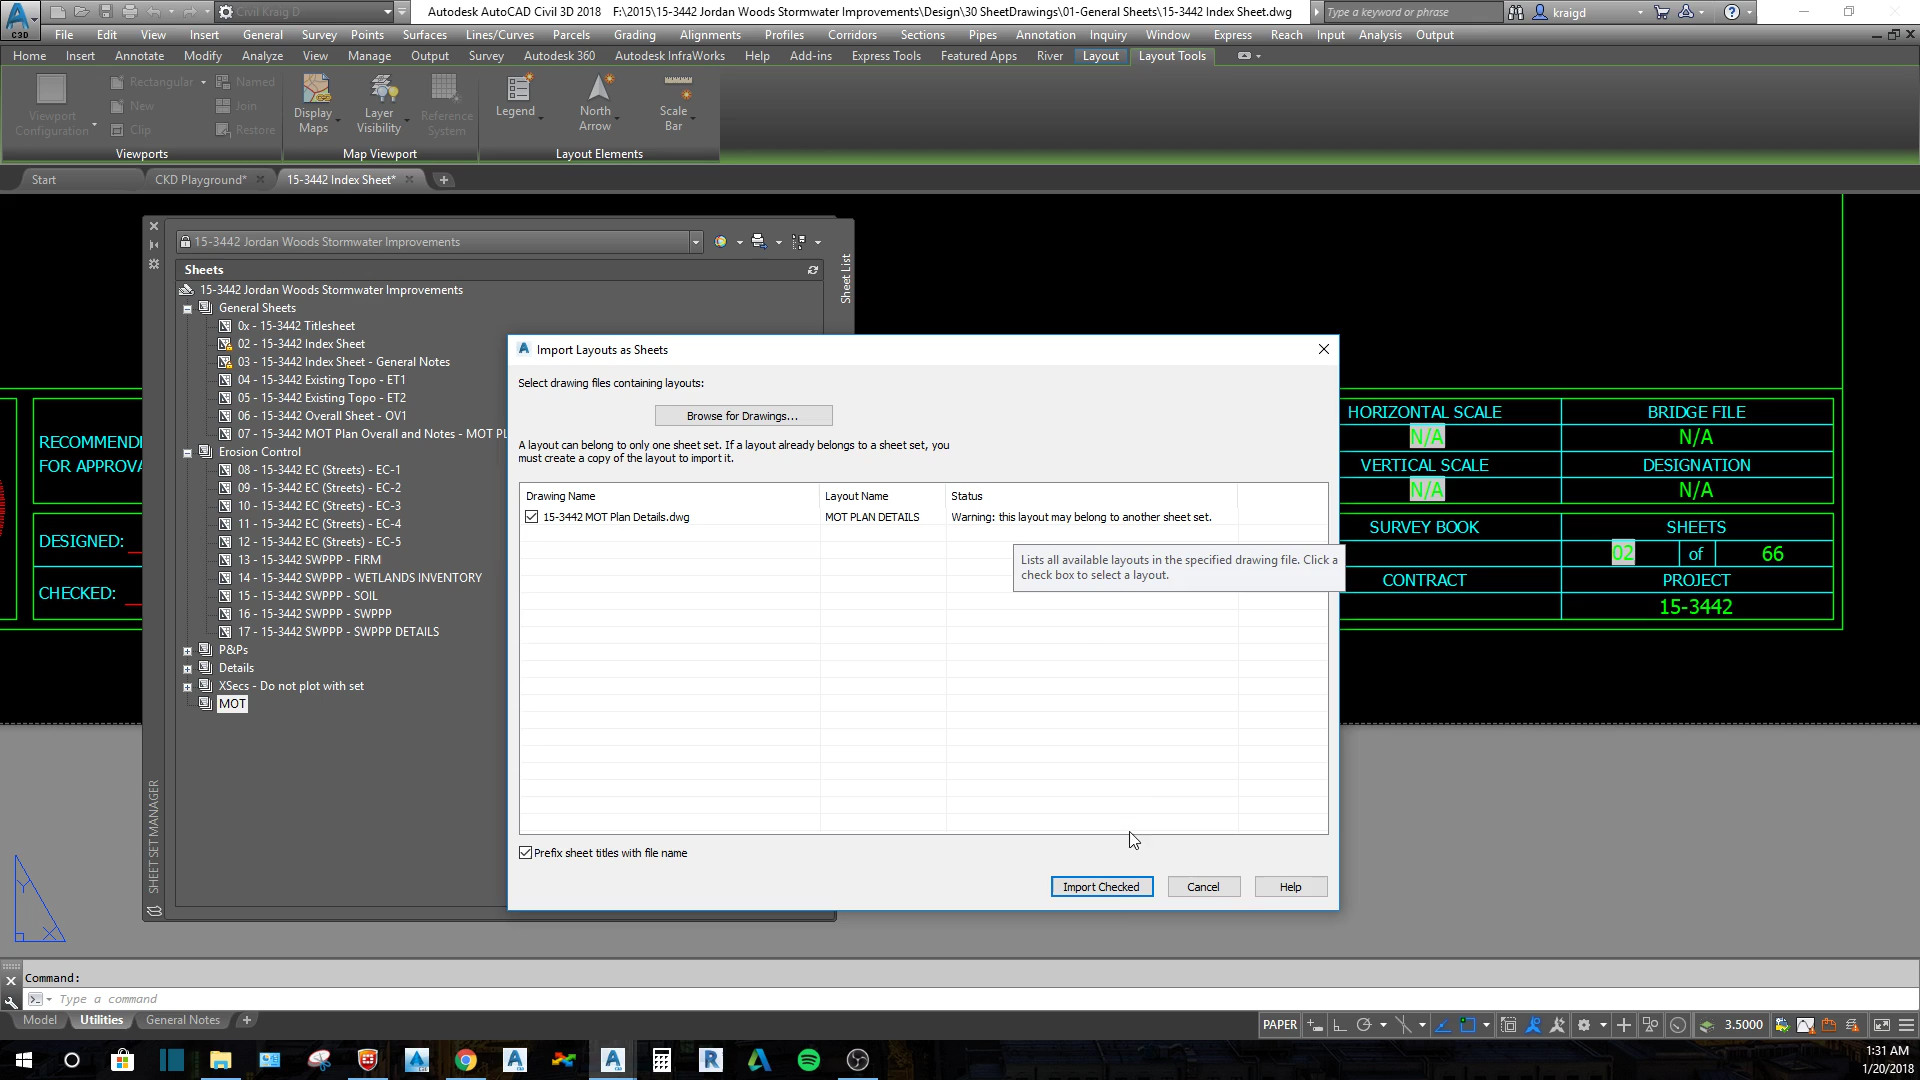 C3D
Civil Kraig D
Autodesk AutoCAD Civil 3D 2018 F:\2015\15-3442 Jordan Woods Stormwater Improvements\Design\30 SheetDrawings\01-General Sheets\15-3442 Index Sheet.dwg
Type a keyword or phrase
kraigd
File Edit View Insert General Survey Points Surfaces Lines/Curves Parcels Grading Alignments Profiles Corridors Sections Pipes Annotation Inquiry Window Express Reach Input Analysis Output
Home Insert Annotate Modify Analyze View Manage Output Survey Autodesk 360 Autodesk InfraWorks Help Add-ins Express Tools Featured Apps River Layout Layout Tools
Viewport Configuration
Rectangular
New
Clip
Named
Join
Restore
Display Maps
Layer Visibility
Reference System
Legend
North Arrow
Scale Bar
Viewports
Map Viewport
Layout Elements
Start
CKD Playground*
15-3442 Index Sheet*
15-3442 Jordan Woods Stormwater Improvements
Sheet List
Sheets
15-3442 Jordan Woods Stormwater Improvements
General Sheets
0x - 15-3442 Titlesheet
02 - 15-3442 Index Sheet
03 - 15-3442 Index Sheet - General Notes
04 - 15-3442 Existing Topo - ET1
05 - 15-3442 Existing Topo - ET2
06 - 15-3442 Overall Sheet - OV1
07 - 15-3442 MOT Plan Overall and Notes - MOT PL
Erosion Control
08 - 15-3442 EC (Streets) - EC-1
09 - 15-3442 EC (Streets) - EC-2
10 - 15-3442 EC (Streets) - EC-3
11 - 15-3442 EC (Streets) - EC-4
12 - 15-3442 EC (Streets) - EC-5
13 - 15-3442 SWPPP - FIRM
14 - 15-3442 SWPPP - WETLANDS INVENTORY
15 - 15-3442 SWPPP - SOIL
16 - 15-3442 SWPPP - SWPPP
17 - 15-3442 SWPPP - SWPPP DETAILS
P&Ps
Details
XSecs - Do not plot with set
MOT
SHEET SET MANAGER
RECOMMEND
FOR APPROVA
DESIGNED:
CHECKED:
Import Layouts as Sheets
Select drawing files containing layouts:
Browse for Drawings...
A layout can belong to only one sheet set. If a layout already belongs to a sheet set, you
must create a copy of the layout to import it.
Drawing Name Layout Name Status
15-3442 MOT Plan Details.dwg MOT PLAN DETAILS Warning: this layout may belong to another sheet set.
Lists all available layouts in the specified drawing file. Click a
check box to select a layout.
Prefix sheet titles with file name
Import Checked
Cancel
Help
HORIZONTAL SCALE BRIDGE FILE
N/A N/A
VERTICAL SCALE DESIGNATION
N/A N/A
SURVEY BOOK SHEETS
02 of 66
CONTRACT PROJECT
15-3442
Y
X
Command:
Type a command
Model Utilities General Notes
PAPER
3.5000
1:31 AM
1/20/2018